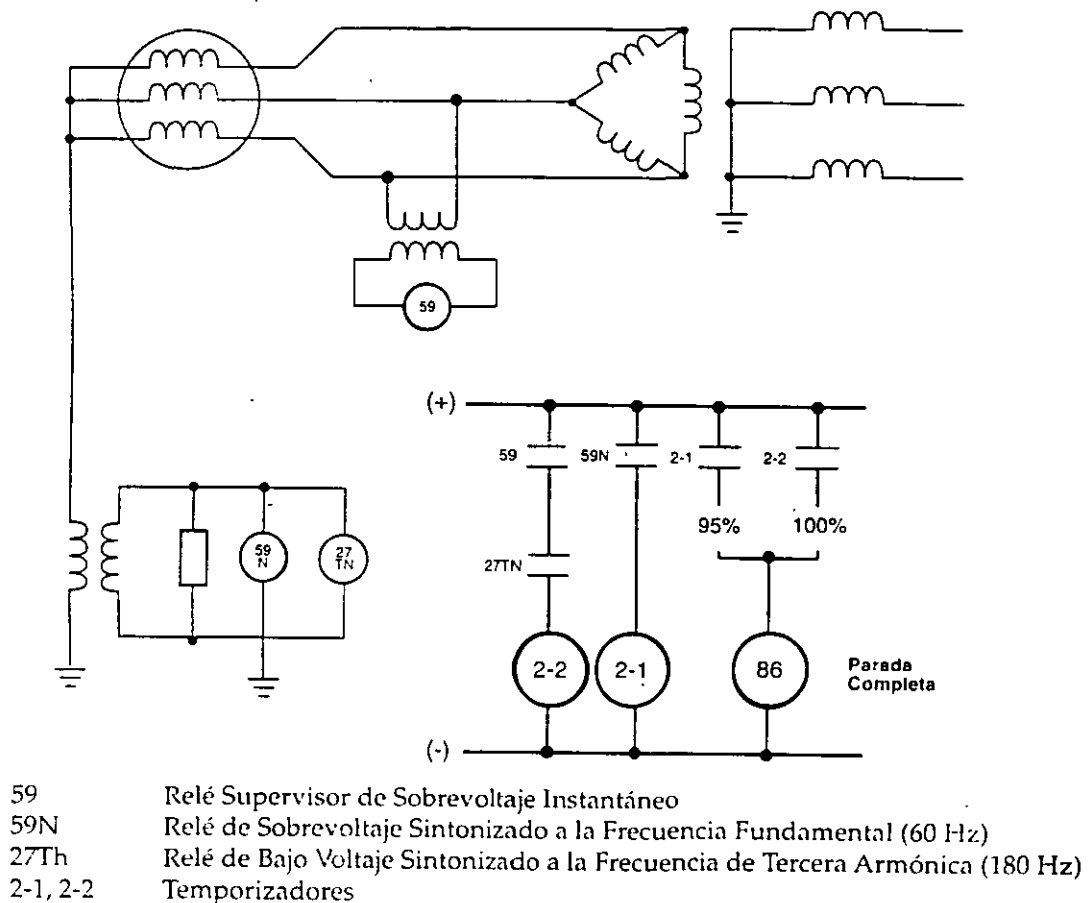 59
59
N
27
TN
(+)
59
59N
2-1
2-2
95%
100%
27TN
2-2
2-1
86
Parada
Completa
(-)
59 Relé Supervisor de Sobrevoltaje Instantáneo
59N Relé de Sobrevoltaje Sintonizado a la Frecuencia Fundamental (60 Hz)
27Th Relé de Bajo Voltaje Sintonizado a la Frecuencia de Tercera Armónica (180 Hz)
2-1, 2-2 Temporizadores